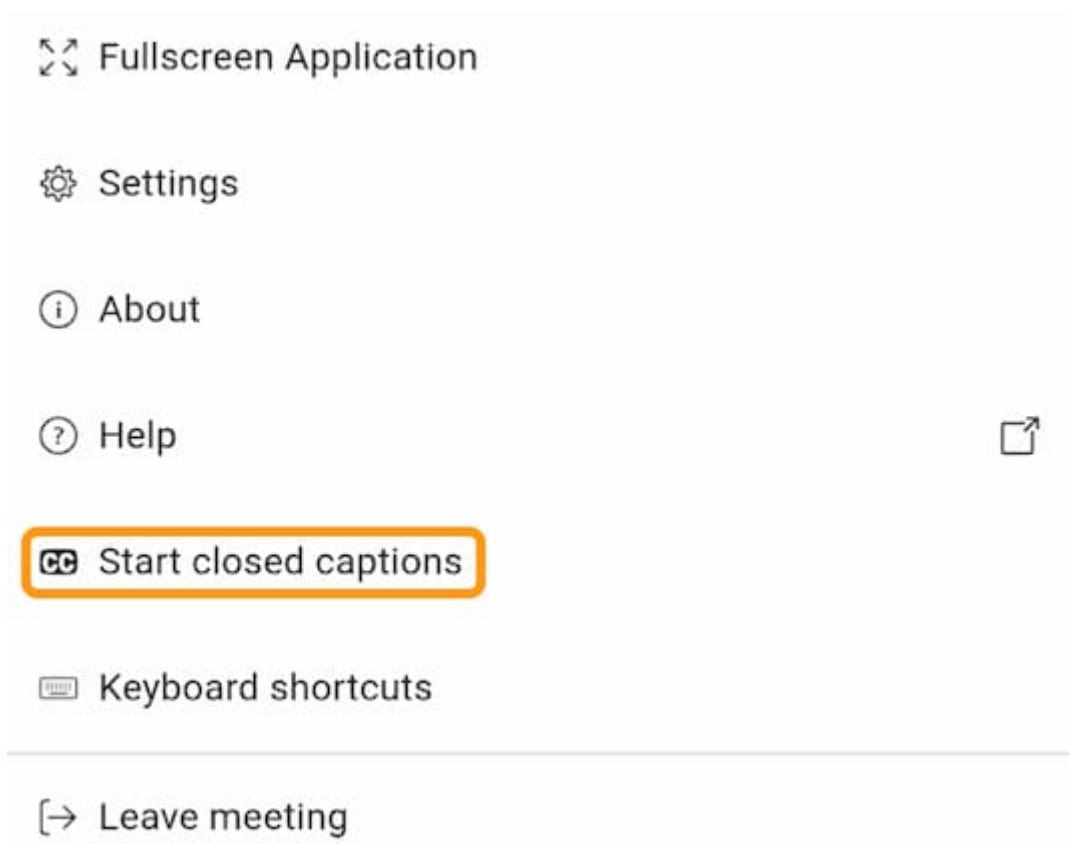 Fullscreen Application
Settings
About
Help
CC Start closed captions
Keyboard shortcuts
Leave meeting